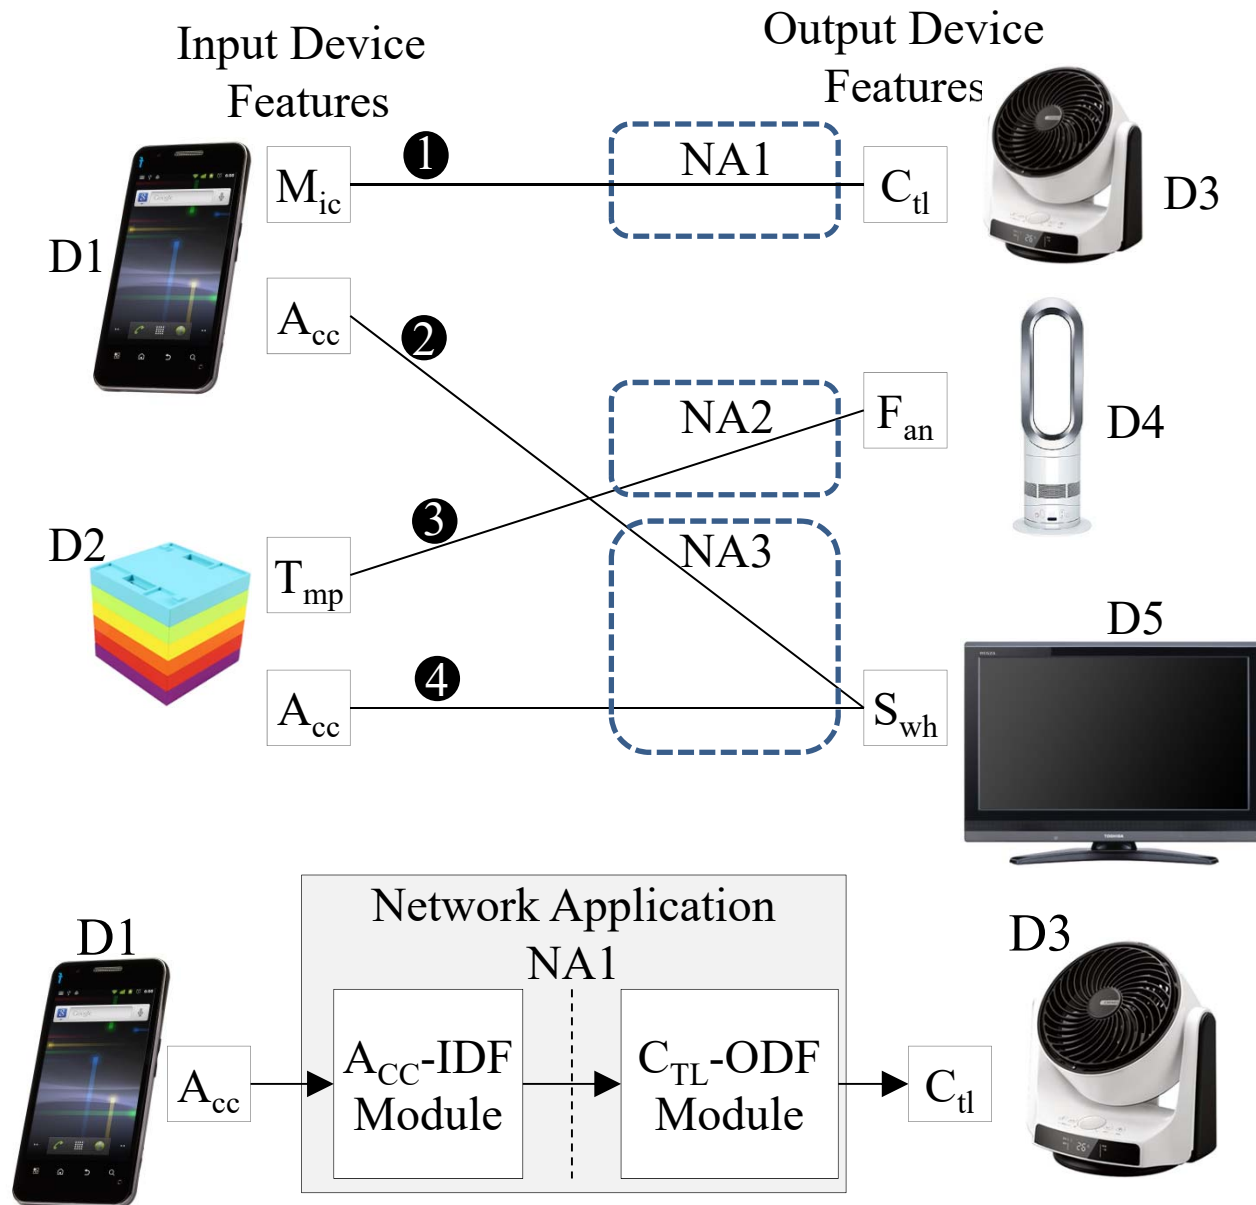 Input Device
Features
Output Device
Features
D1
M_ic
1
NA1
C_tl
D3
A_cc
2
NA2
F_an
D4
D2
T_mp
3
NA3
A_cc
4
S_wh
D5
TOSHIBA
Network Application
NA1
D1
A_cc
A_CC-IDF
Module
C_TL-ODF
Module
C_tl
D3